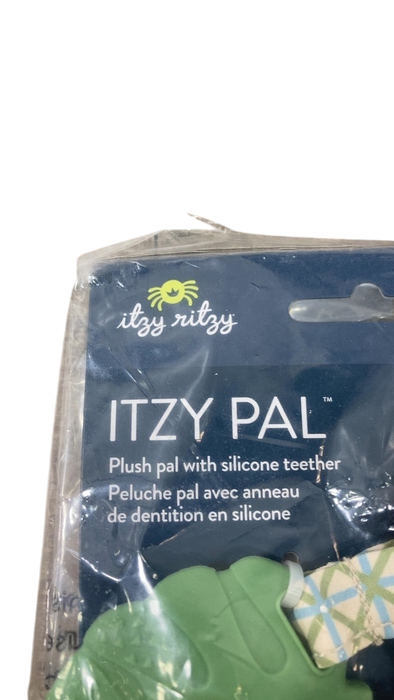 itzy ritzy
ITZY PAL™
Plush pal with silicone teether
Peluche pal avec anneau
de dentition en silicone